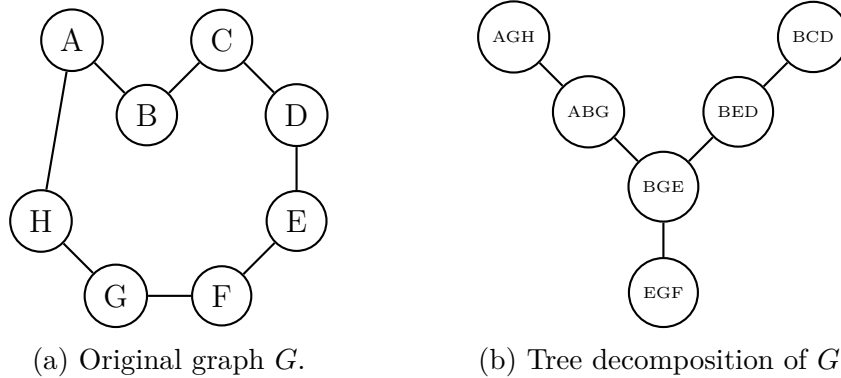 A
C
B
D
H
E
G
F
(a) Original graph G.
AGH
BCD
ABG
BED
BGE
EGF
(b) Tree decomposition of G